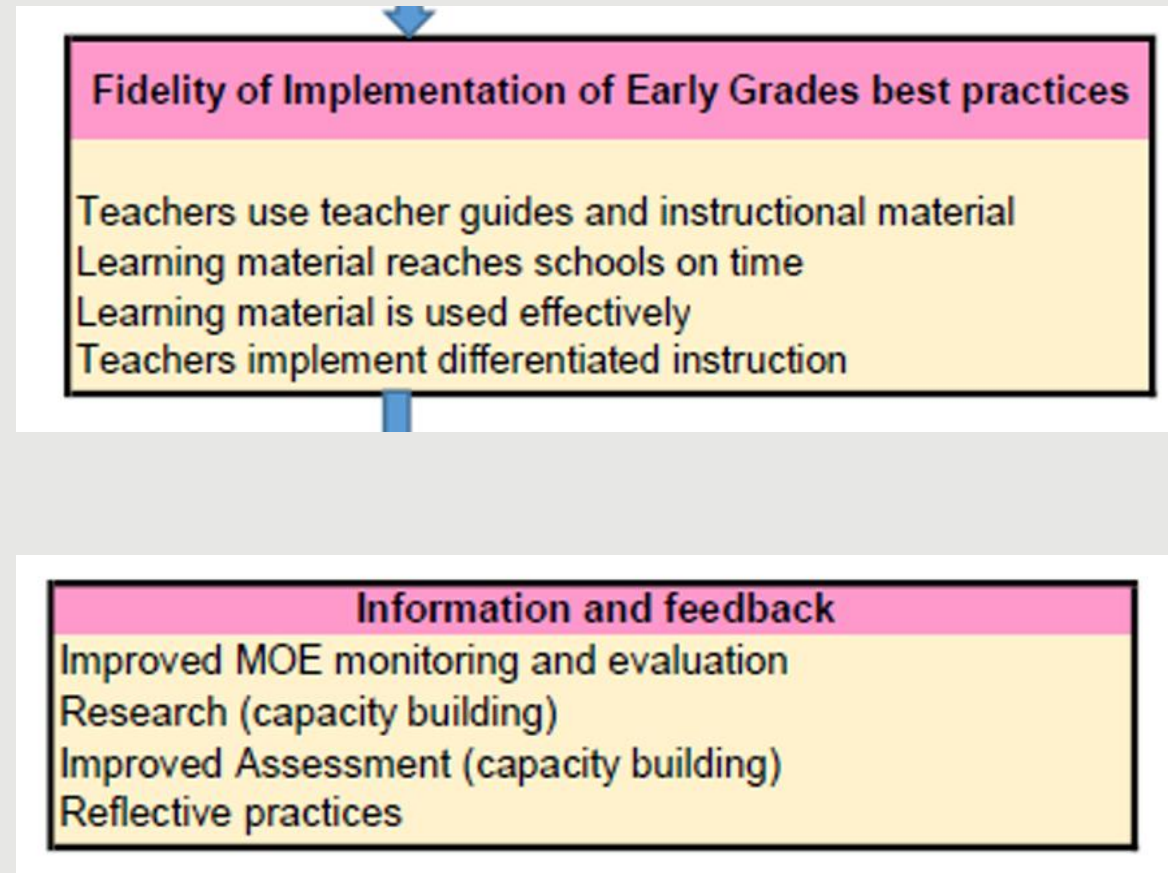 Fidelity of Implementation of Early Grades best practices
Teachers use teacher guides and instructional material
Learning material reaches schools on time
Learning material is used effectively
Teachers implement differentiated instruction
Information and feedback
Improved MOE monitoring and evaluation
Research (capacity building)
Improved Assessment (capacity building)
Reflective practices